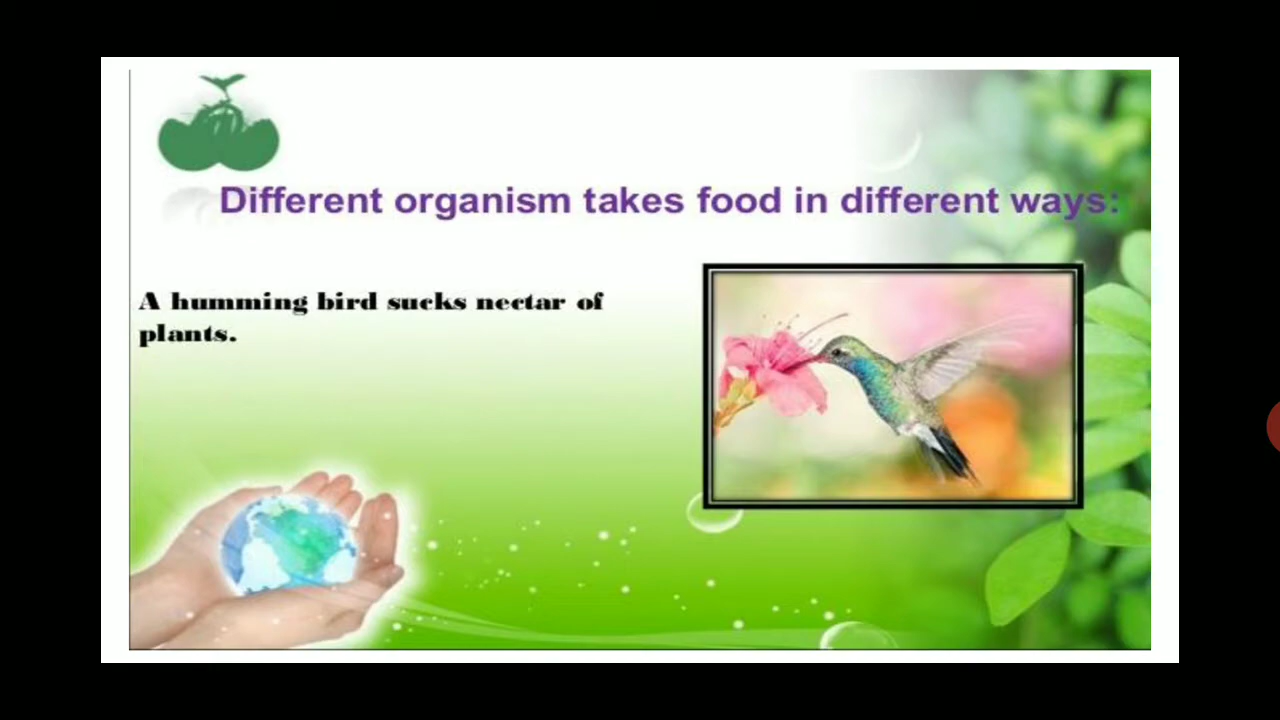 Different organism takes food in different ways:
A humming bird sucks nectar of
plants.